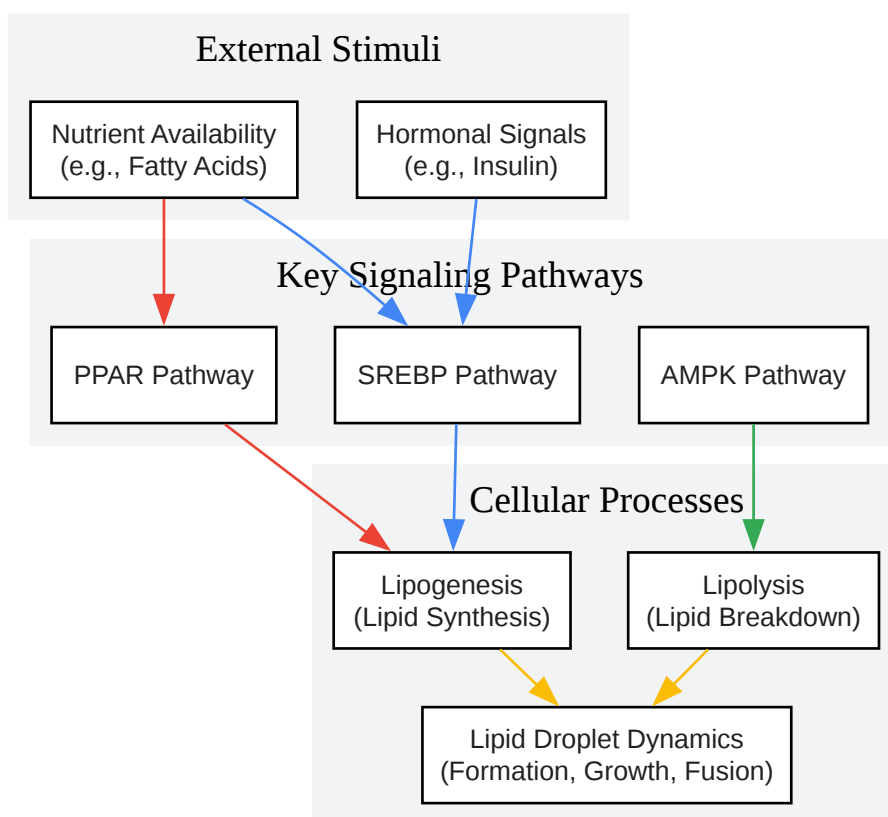 External Stimuli
Nutrient Availability
(e.g., Fatty Acids)
Hormonal Signals
(e.g., Insulin)
Key Signaling Pathways
PPAR Pathway
SREBP Pathway
AMPK Pathway
Cellular Processes
Lipogenesis
(Lipid Synthesis)
Lipolysis
(Lipid Breakdown)
Lipid Droplet Dynamics
(Formation, Growth, Fusion)